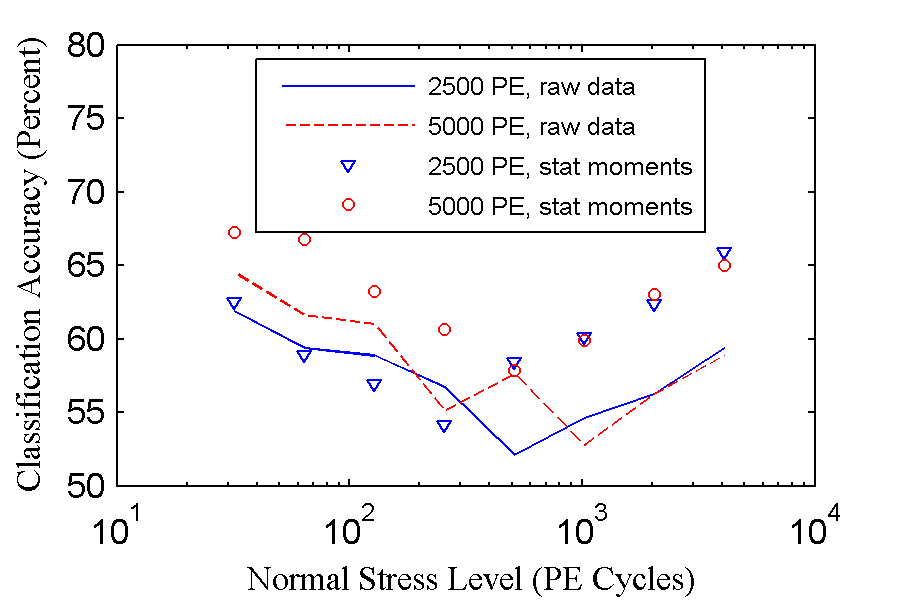 80
75
70
65
60
55
50
Classification Accuracy (Percent)
2500 PE, raw data
5000 PE, raw data
2500 PE, stat moments
5000 PE, stat moments
10^1 10^2 10^3 10^4
Normal Stress Level (PE Cycles)